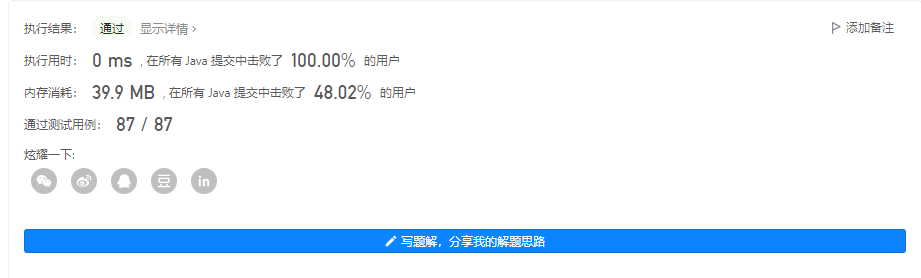 执行结果： 通过 显示详情 › 添加备注
执行用时： 0 ms , 在所有 Java 提交中击败了 100.00% 的用户
内存消耗： 39.9 MB , 在所有 Java 提交中击败了 48.02% 的用户
通过测试用例： 87 / 87
炫耀一下:
豆 in
写题解，分享我的解题思路